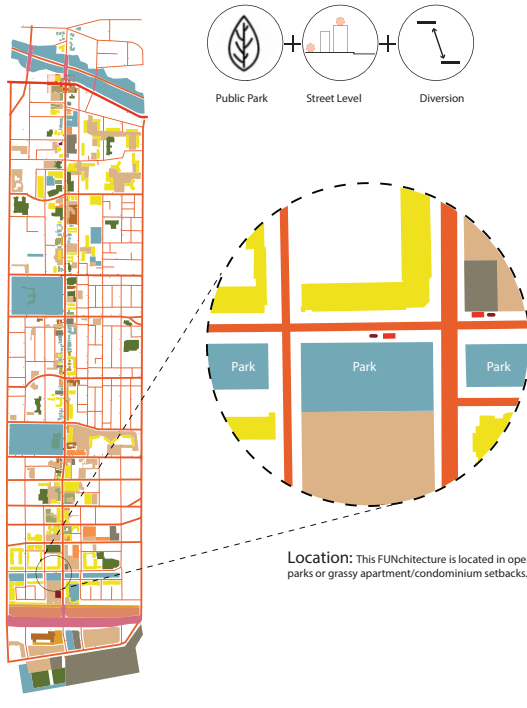 Public Park
Street Level
Diversion
Park
Park
Park
Location: This FUNchitecture is located in ope
parks or grassy apartment/condominium setbacks.